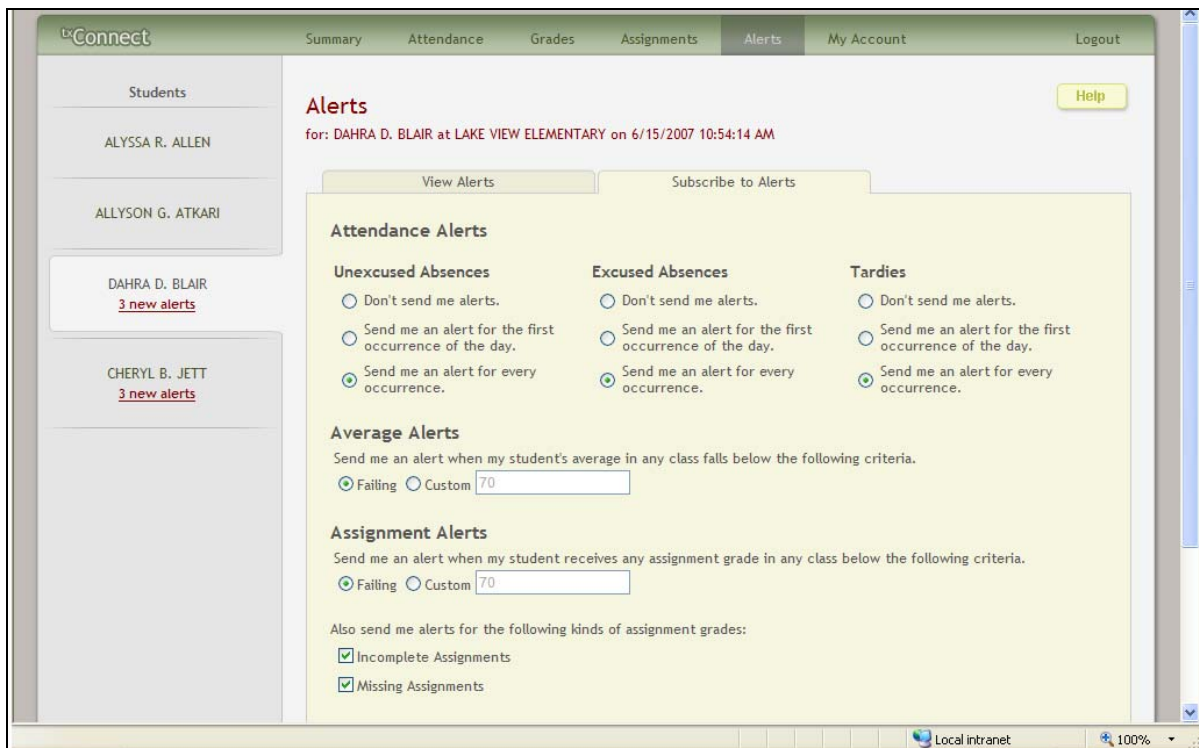 txConnect
Summary Attendance Grades Assignments Alerts My Account Logout
Students
ALYSSA R. ALLEN
ALLYSON G. ATKARI
DAHRA D. BLAIR
3 new alerts
CHERYL B. JETT
3 new alerts
Help
Alerts
for: DAHRA D. BLAIR at LAKE VIEW ELEMENTARY on 6/15/2007 10:54:14 AM
View Alerts Subscribe to Alerts
Attendance Alerts
Unexcused Absences
Don't send me alerts.
Send me an alert for the first
occurrence of the day.
Send me an alert for every
occurrence.
Excused Absences
Don't send me alerts.
Send me an alert for the first
occurrence of the day.
Send me an alert for every
occurrence.
Tardies
Don't send me alerts.
Send me an alert for the first
occurrence of the day.
Send me an alert for every
occurrence.
Average Alerts
Send me an alert when my student's average in any class falls below the following criteria.
Failing Custom 70
Assignment Alerts
Send me an alert when my student receives any assignment grade in any class below the following criteria.
Failing Custom 70
Also send me alerts for the following kinds of assignment grades:
Incomplete Assignments
Missing Assignments
Local intranet 100%